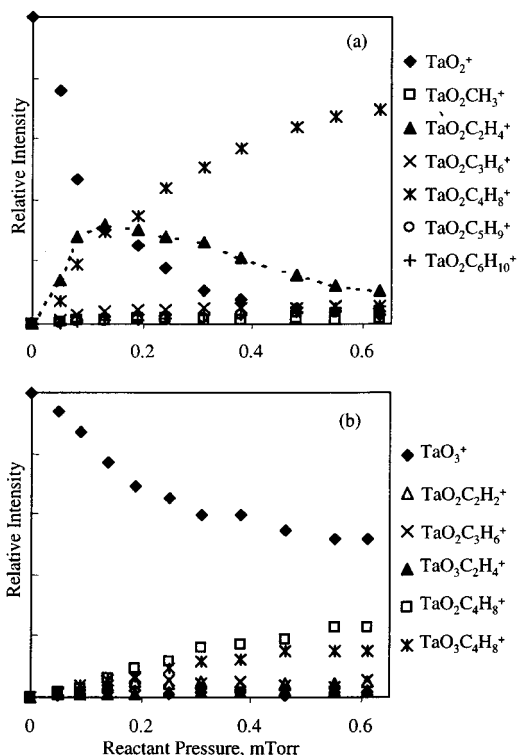 (a)
Relative Intensity
TaO₂⁺
TaO₂CH₃⁺
TaO₂C₂H₄⁺
TaO₂C₃H₆⁺
TaO₂C₄H₈⁺
TaO₂C₅H₉⁺
TaO₂C₆H₁₀⁺
0 0.2 0.4 0.6
(b)
Relative Intensity
TaO₃⁺
TaO₂C₂H₂⁺
TaO₂C₃H₆⁺
TaO₃C₂H₄⁺
TaO₂C₄H₈⁺
TaO₃C₄H₈⁺
0 0.2 0.4 0.6
Reactant Pressure, mTorr